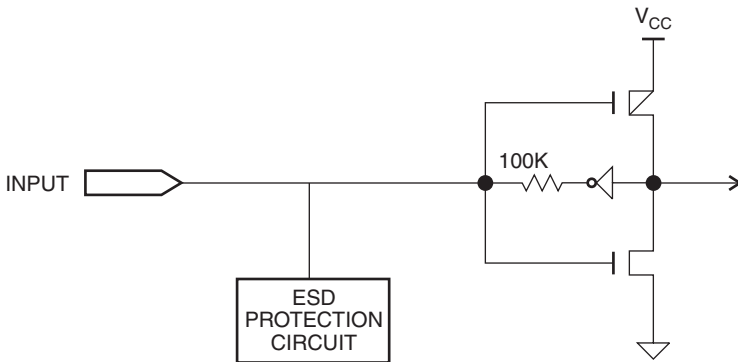 V_CC
100K
INPUT
ESD
PROTECTION
CIRCUIT